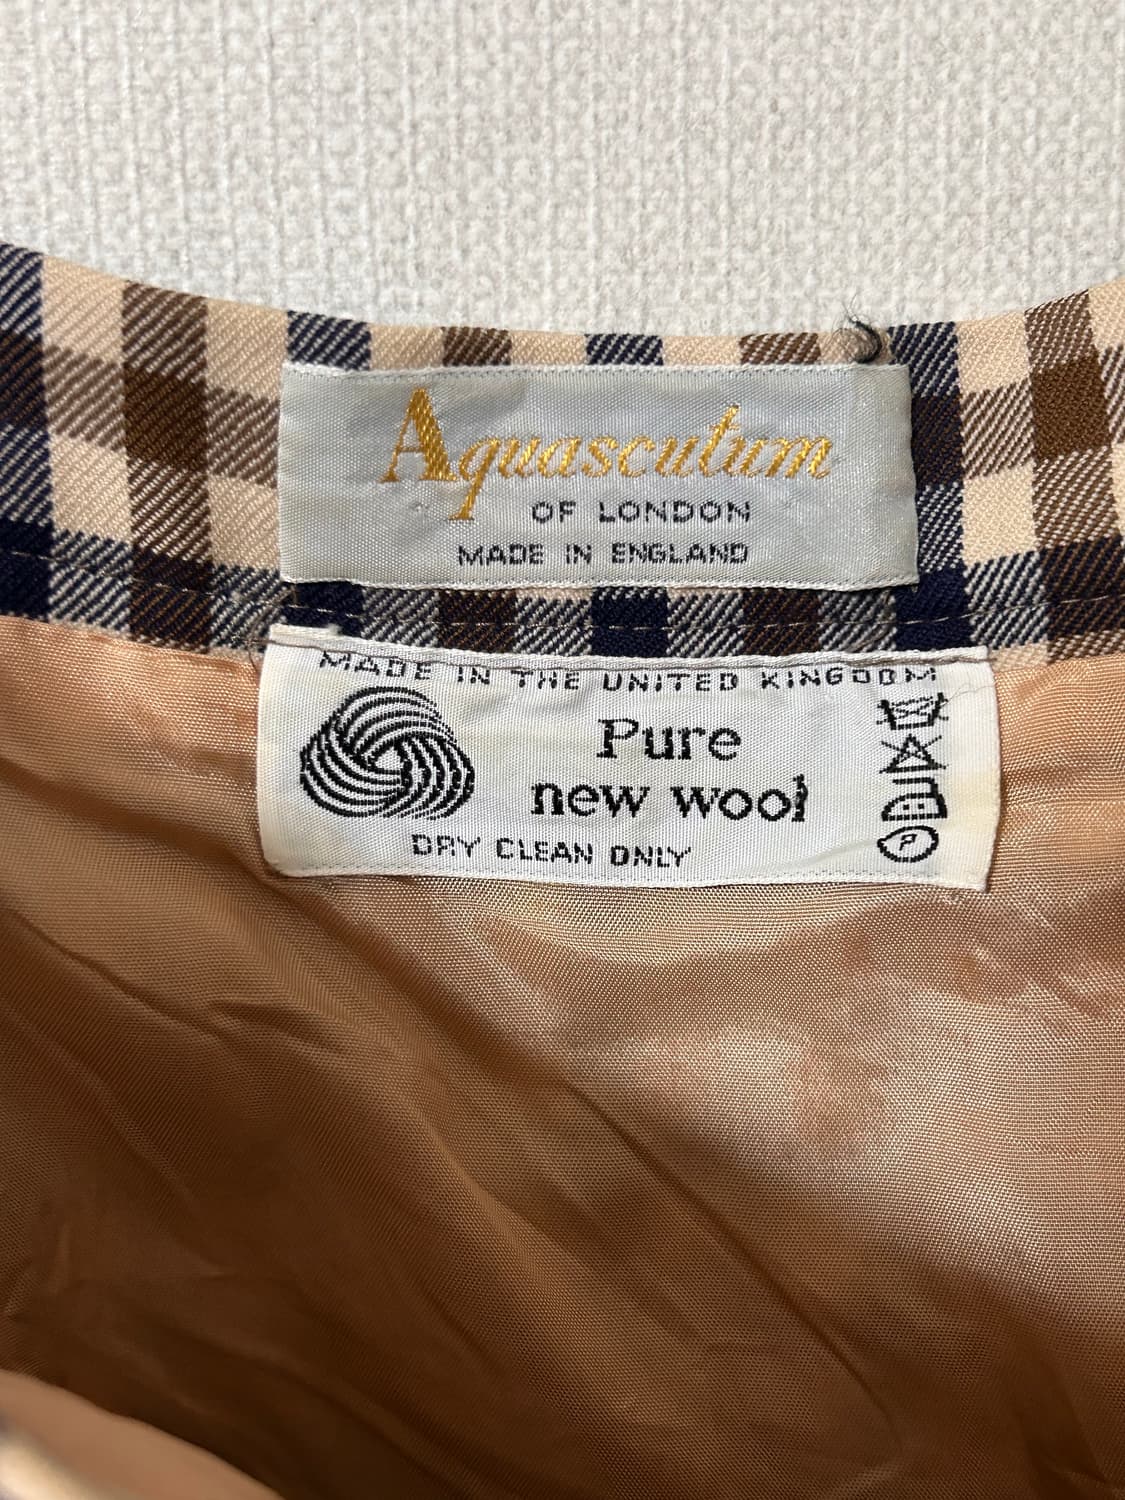 Aquascutum
OF LONDON
MADE IN ENGLAND
MADE IN THE UNITED KINGDOM
Pure
new wool
DRY CLEAN ONLY
P